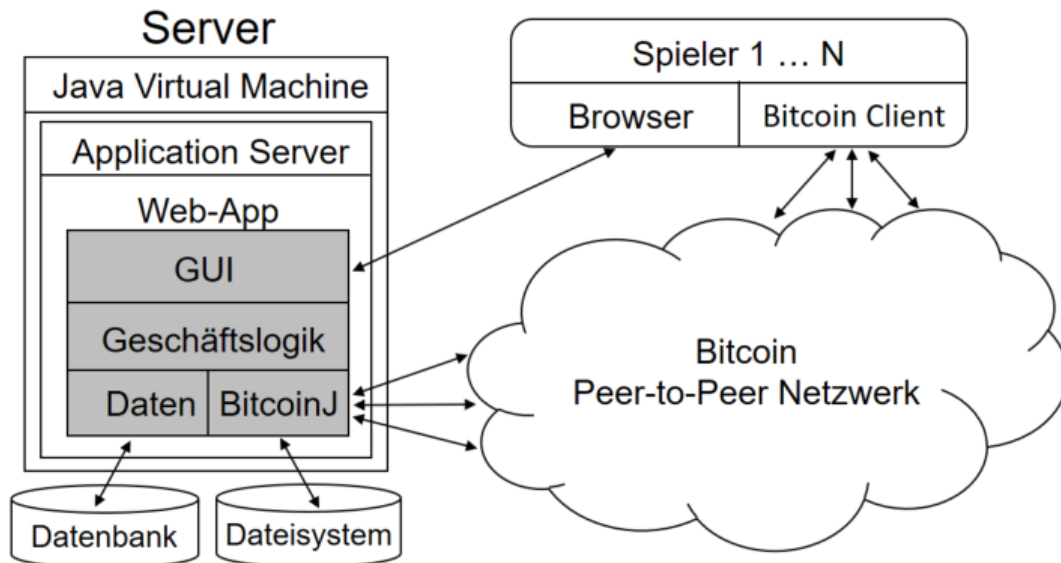 Server
Java Virtual Machine
Application Server
Web-App
GUI
Geschäftslogik
Daten
BitcoinJ
Datenbank
Dateisystem
Spieler 1 … N
Browser
Bitcoin Client
Bitcoin
Peer-to-Peer Netzwerk